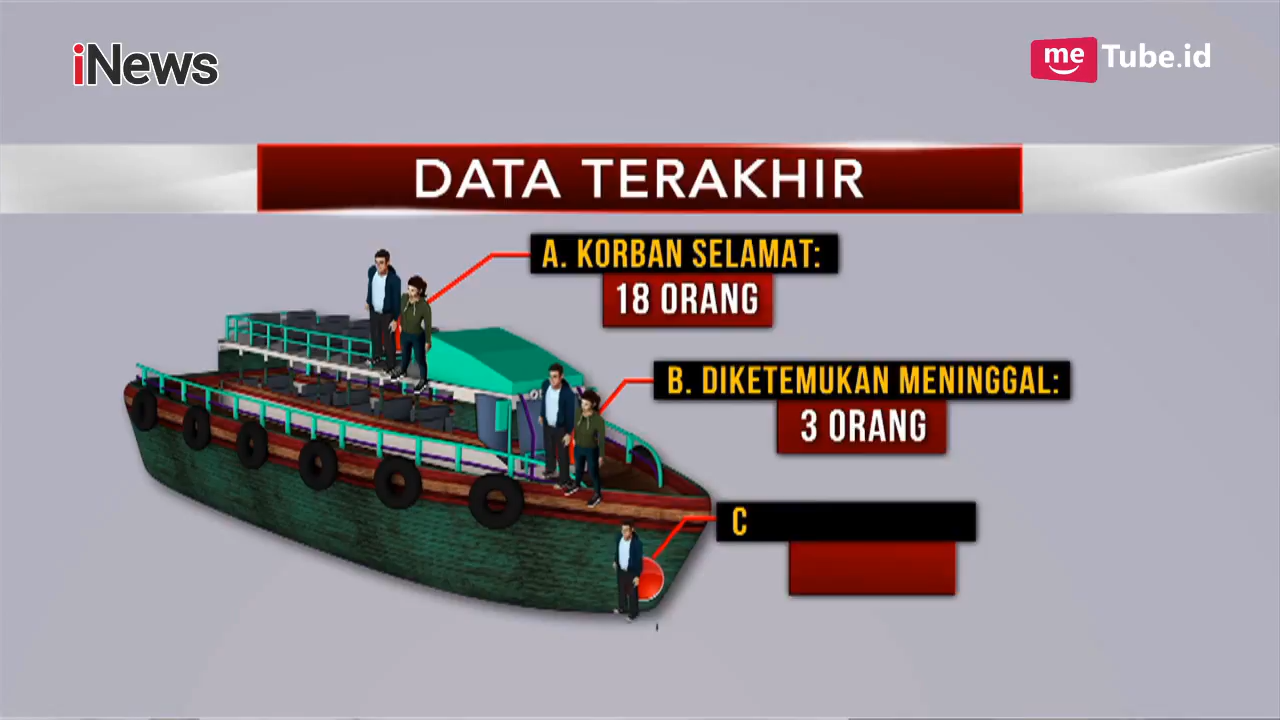 iNews
me Tube.id
DATA TERAKHIR
A. KORBAN SELAMAT:
18 ORANG
B. DIKETEMUKAN MENINGGAL:
3 ORANG
C